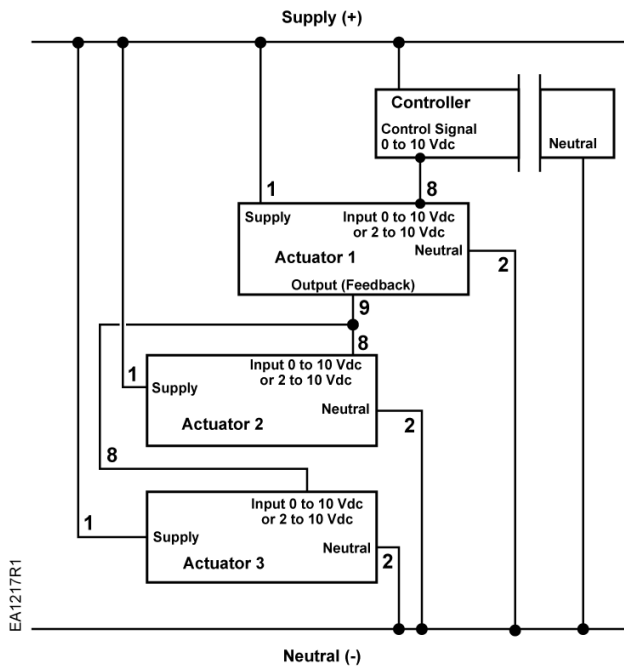 Supply (+)
Controller
Control Signal
0 to 10 Vdc
Neutral
1
8
Supply
Input 0 to 10 Vdc
or 2 to 10 Vdc
Neutral
Actuator 1
2
Output (Feedback)
9
8
Input 0 to 10 Vdc
or 2 to 10 Vdc
1
Supply
Neutral
Actuator 2
2
8
Input 0 to 10 Vdc
or 2 to 10 Vdc
1
Supply
Neutral
Actuator 3
2
EA1217R1
Neutral (-)